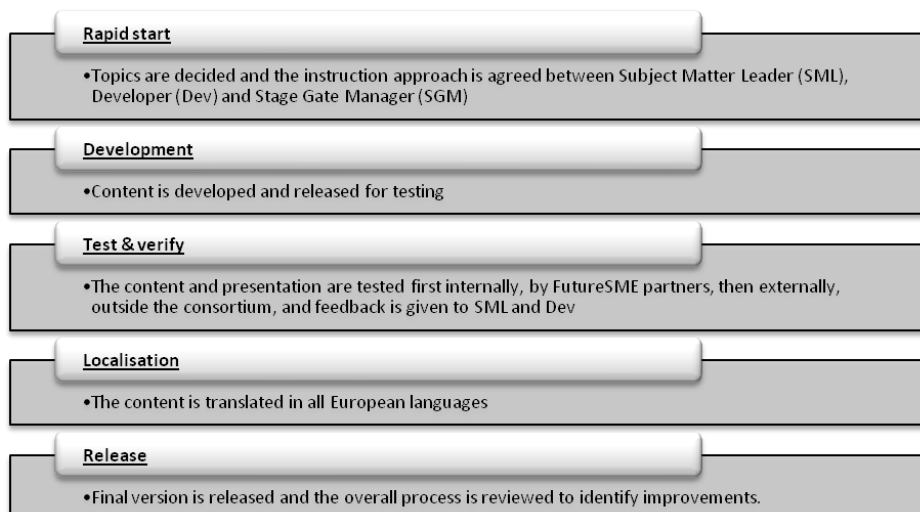 Rapid start
•Topics are decided and the instruction approach is agreed between Subject Matter Leader (SML),
Developer (Dev) and Stage Gate Manager (SGM)
Development
•Content is developed and released for testing
Test & verify
•The content and presentation are tested first internally, by FutureSME partners, then externally,
outside the consortium, and feedback is given to SML and Dev
Localisation
•The content is translated in all European languages
Release
•Final version is released and the overall process is reviewed to identify improvements.